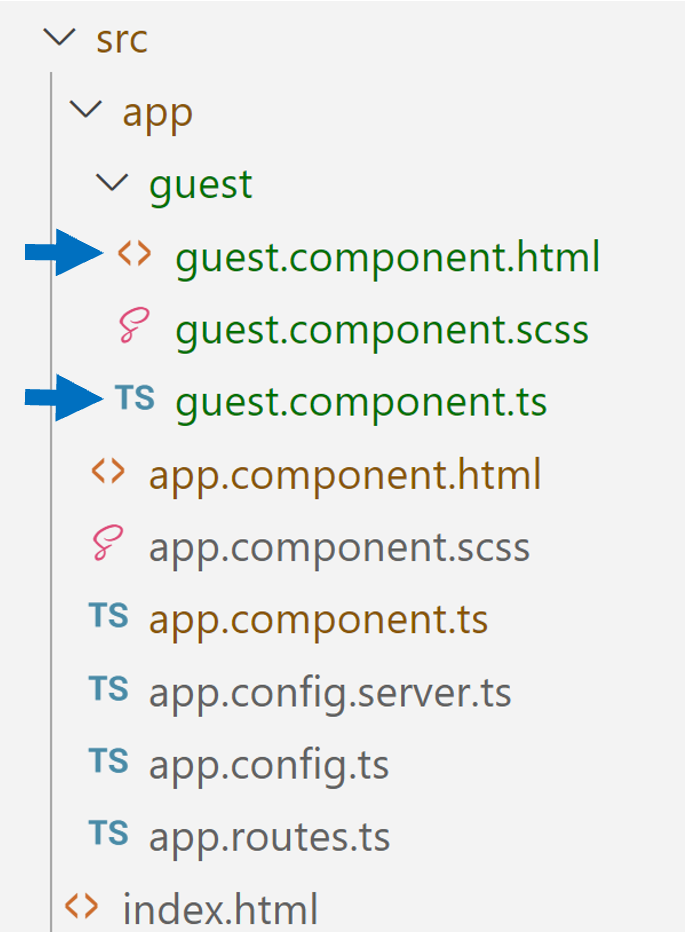 src
app
guest
guest.component.html
guest.component.scss
TS guest.component.ts
app.component.html
app.component.scss
TS app.component.ts
TS app.config.server.ts
TS app.config.ts
TS app.routes.ts
index.html